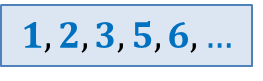 1, 2, 3, 5, 6, ...